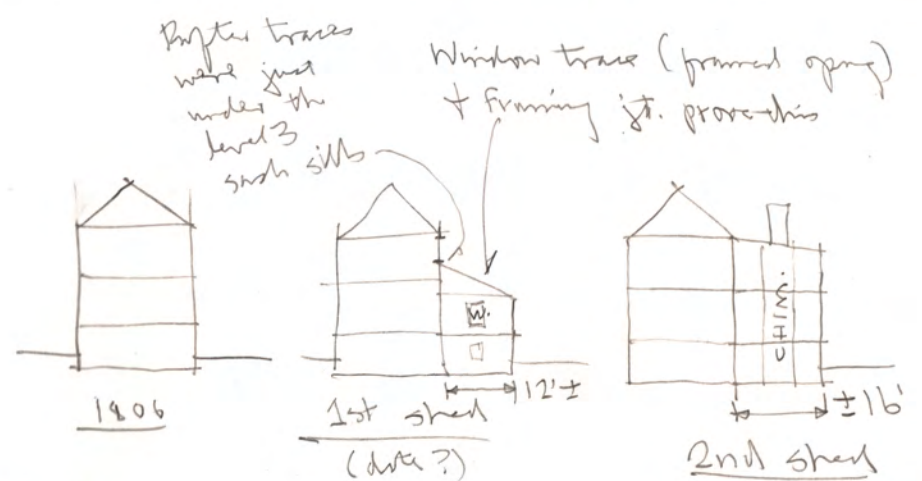 Rafter traces
were just
under the
level 3
sash sills
Window trace (framed openg)
+ framing jt. prove this
W.
CHIM.
1806
1st shed
(date?)
12'±
±16'
2nd shed